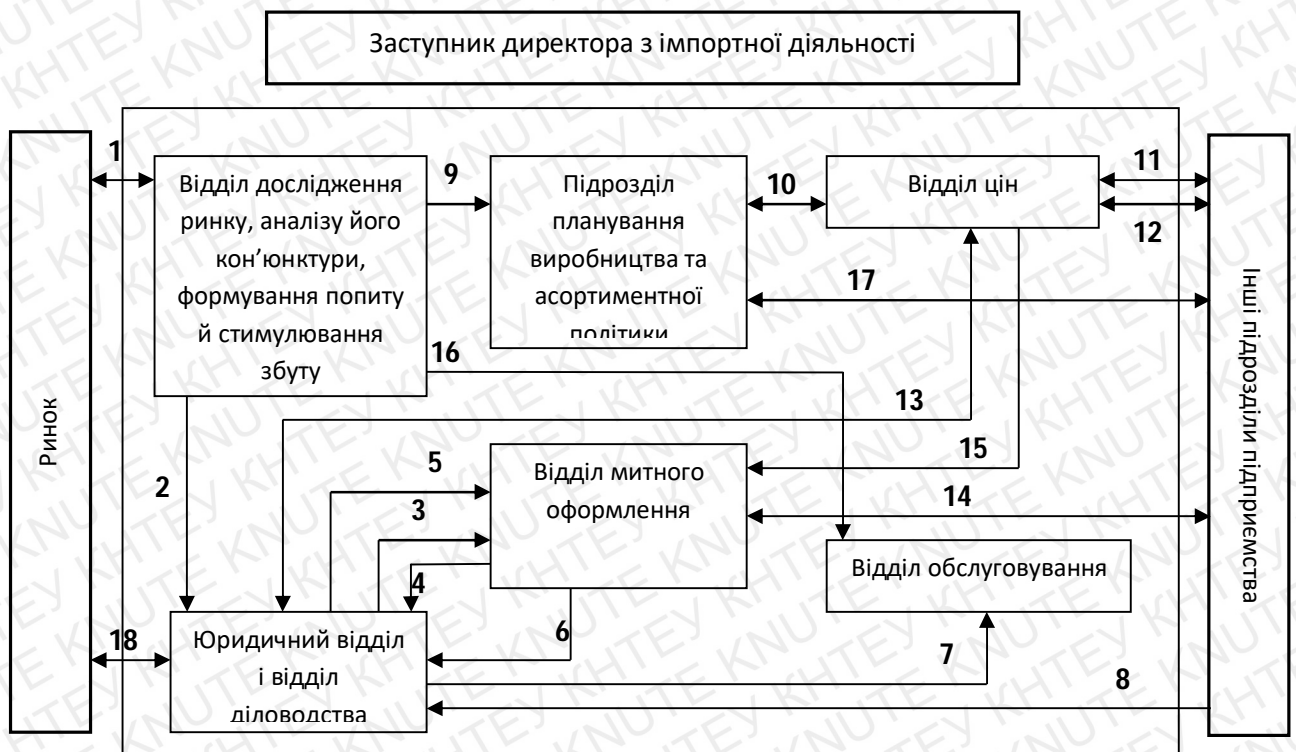 Заступник директора з імпортної діяльності
Ринок
1
Відділ дослідження
ринку, аналізу його
кон’юнктури,
формування попиту
й стимулювання
збуту
9
Підрозділ
планування
виробництва та
асортиментної
політики
10
Відділ цін
11
12
17
Інші підрозділи підприємства
16
13
2
5
3
4
Відділ митного
оформлення
15
14
Відділ обслуговування
6
7
18
Юридичний відділ
і відділ
діловодства
8
KNUTE КНТЕУ